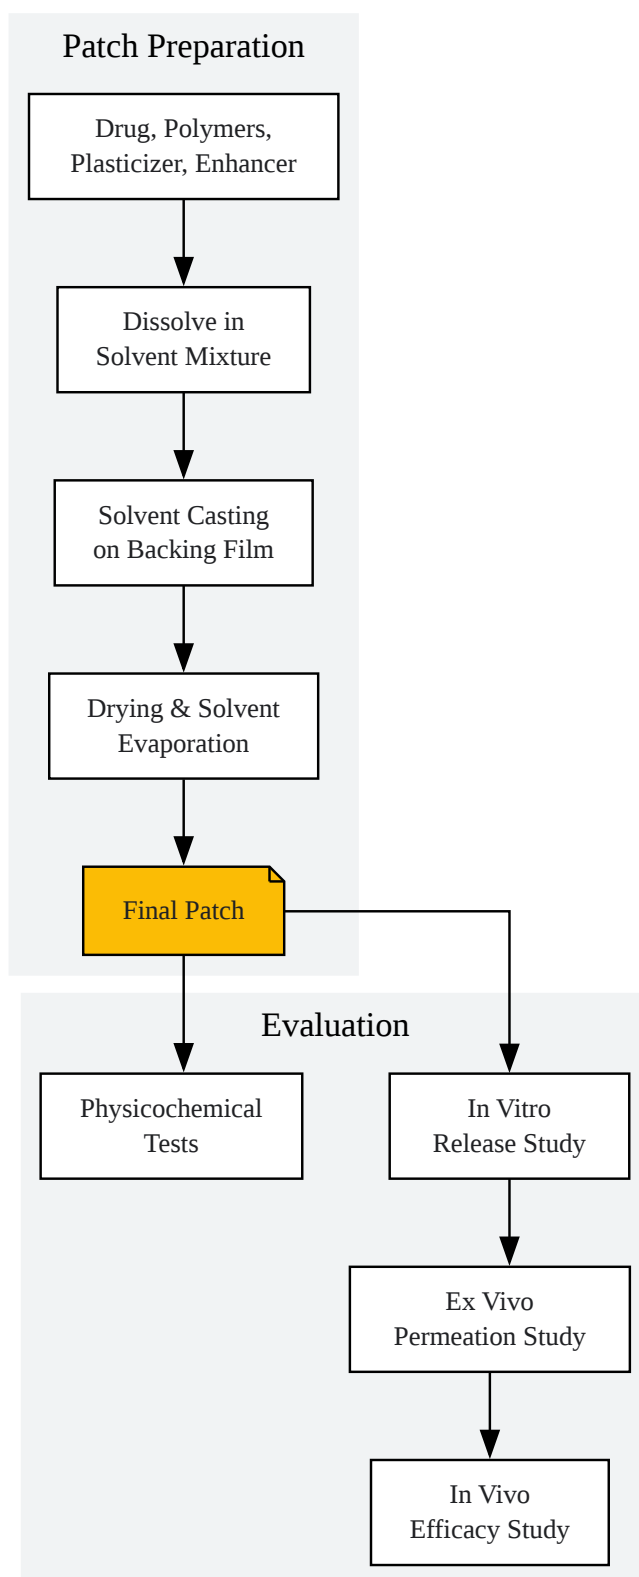 Patch Preparation
Drug, Polymers,
Plasticizer, Enhancer
Dissolve in
Solvent Mixture
Solvent Casting
on Backing Film
Drying & Solvent
Evaporation
Final Patch
Evaluation
Physicochemical
Tests
In Vitro
Release Study
Ex Vivo
Permeation Study
In Vivo
Efficacy Study